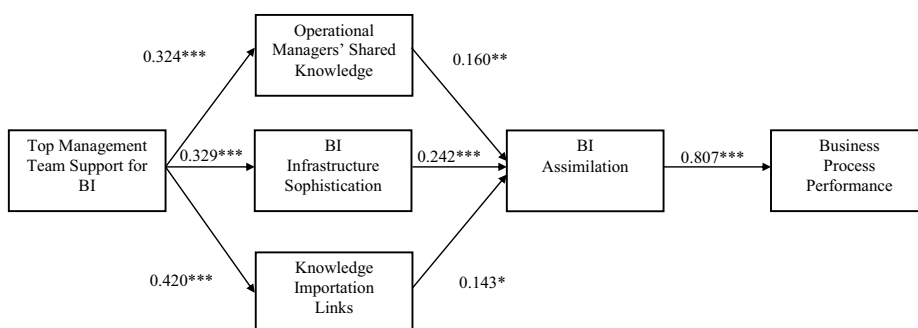 Operational
Managers' Shared
Knowledge
0.324***
0.160**
Top Management
Team Support for
BI
0.329***
BI
Infrastructure
Sophistication
0.242***
BI
Assimilation
0.807***
Business
Process
Performance
0.420***
Knowledge
Importation
Links
0.143*